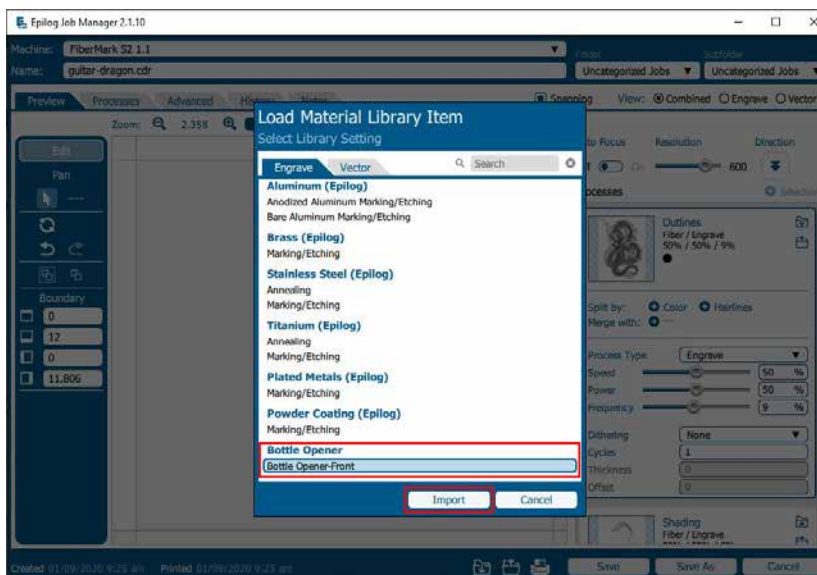 Epilog Job Manager 2.1.10
Machine: FiberMark S2 1.1
Folder Subfolder
Name: guitar-dragon.cdr
Uncategorized Jobs Uncategorized Jobs
Preview Processes Advanced History Notes
Snapping View: Combined Engrave Vector
Zoom: 2.358
Edit
Pan
Boundary
0
12
0
11.806
Load Material Library Item
Select Library Setting
Engrave Vector Search
Aluminum (Epilog)
Anodized Aluminum Marking/Etching
Bare Aluminum Marking/Etching
Brass (Epilog)
Marking/Etching
Stainless Steel (Epilog)
Annealing
Marking/Etching
Titanium (Epilog)
Annealing
Marking/Etching
Plated Metals (Epilog)
Marking/Etching
Powder Coating (Epilog)
Marking/Etching
Bottle Opener
Bottle Opener-Front
Import Cancel
Focus Resolution Direction
600
Outlines
Fiber / Engrave
50% / 50% / 9%
Split by: Color Hairlines
Merge with: ---
Process Type Engrave
Speed 50 %
Power 50 %
Frequency 9 %
Dithering None
Cycles 1
Thickness 0
Offset 0
Shading
Fiber / Engrave
Created 01/09/2020 9:25 am Printed 01/09/2020 9:25 am
Save Save As Cancel